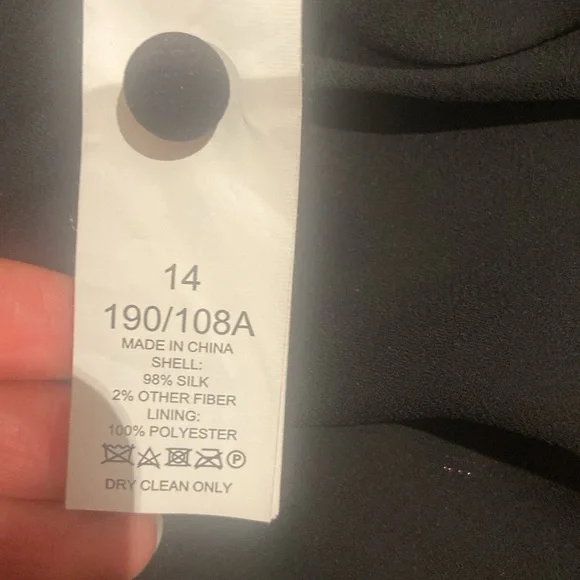 14
190/108A
MADE IN CHINA
SHELL:
98% SILK
2% OTHER FIBER
LINING:
100% POLYESTER
P
DRY CLEAN ONLY